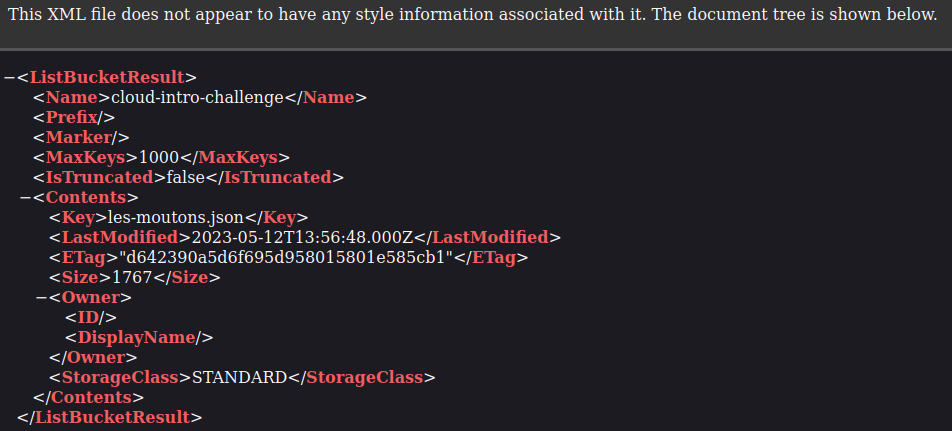 This XML file does not appear to have any style information associated with it. The document tree is shown below.
−<ListBucketResult>
<Name>cloud-intro-challenge</Name>
<Prefix/>
<Marker/>
<MaxKeys>1000</MaxKeys>
<IsTruncated>false</IsTruncated>
−<Contents>
<Key>les-moutons.json</Key>
<LastModified>2023-05-12T13:56:48.000Z</LastModified>
<ETag>"d642390a5d6f695d958015801e585cb1"</ETag>
<Size>1767</Size>
−<Owner>
<ID/>
<DisplayName/>
</Owner>
<StorageClass>STANDARD</StorageClass>
</Contents>
</ListBucketResult>